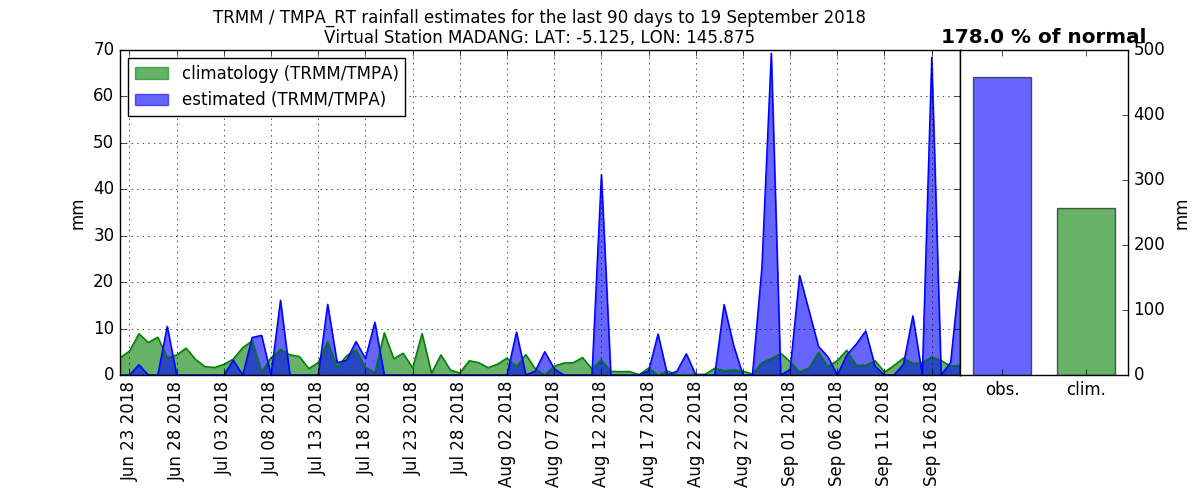 TRMM / TMPA_RT rainfall estimates for the last 90 days to 19 September 2018
Virtual Station MADANG: LAT: -5.125, LON: 145.875
178.0 % of normal
climatology (TRMM/TMPA)
estimated (TRMM/TMPA)
70
60
50
40
30
20
10
0
mm
Jun 23 2018
Jun 28 2018
Jul 03 2018
Jul 08 2018
Jul 13 2018
Jul 18 2018
Jul 23 2018
Jul 28 2018
Aug 02 2018
Aug 07 2018
Aug 12 2018
Aug 17 2018
Aug 22 2018
Aug 27 2018
Sep 01 2018
Sep 06 2018
Sep 11 2018
Sep 16 2018
500
400
300
200
100
0
mm
obs.
clim.